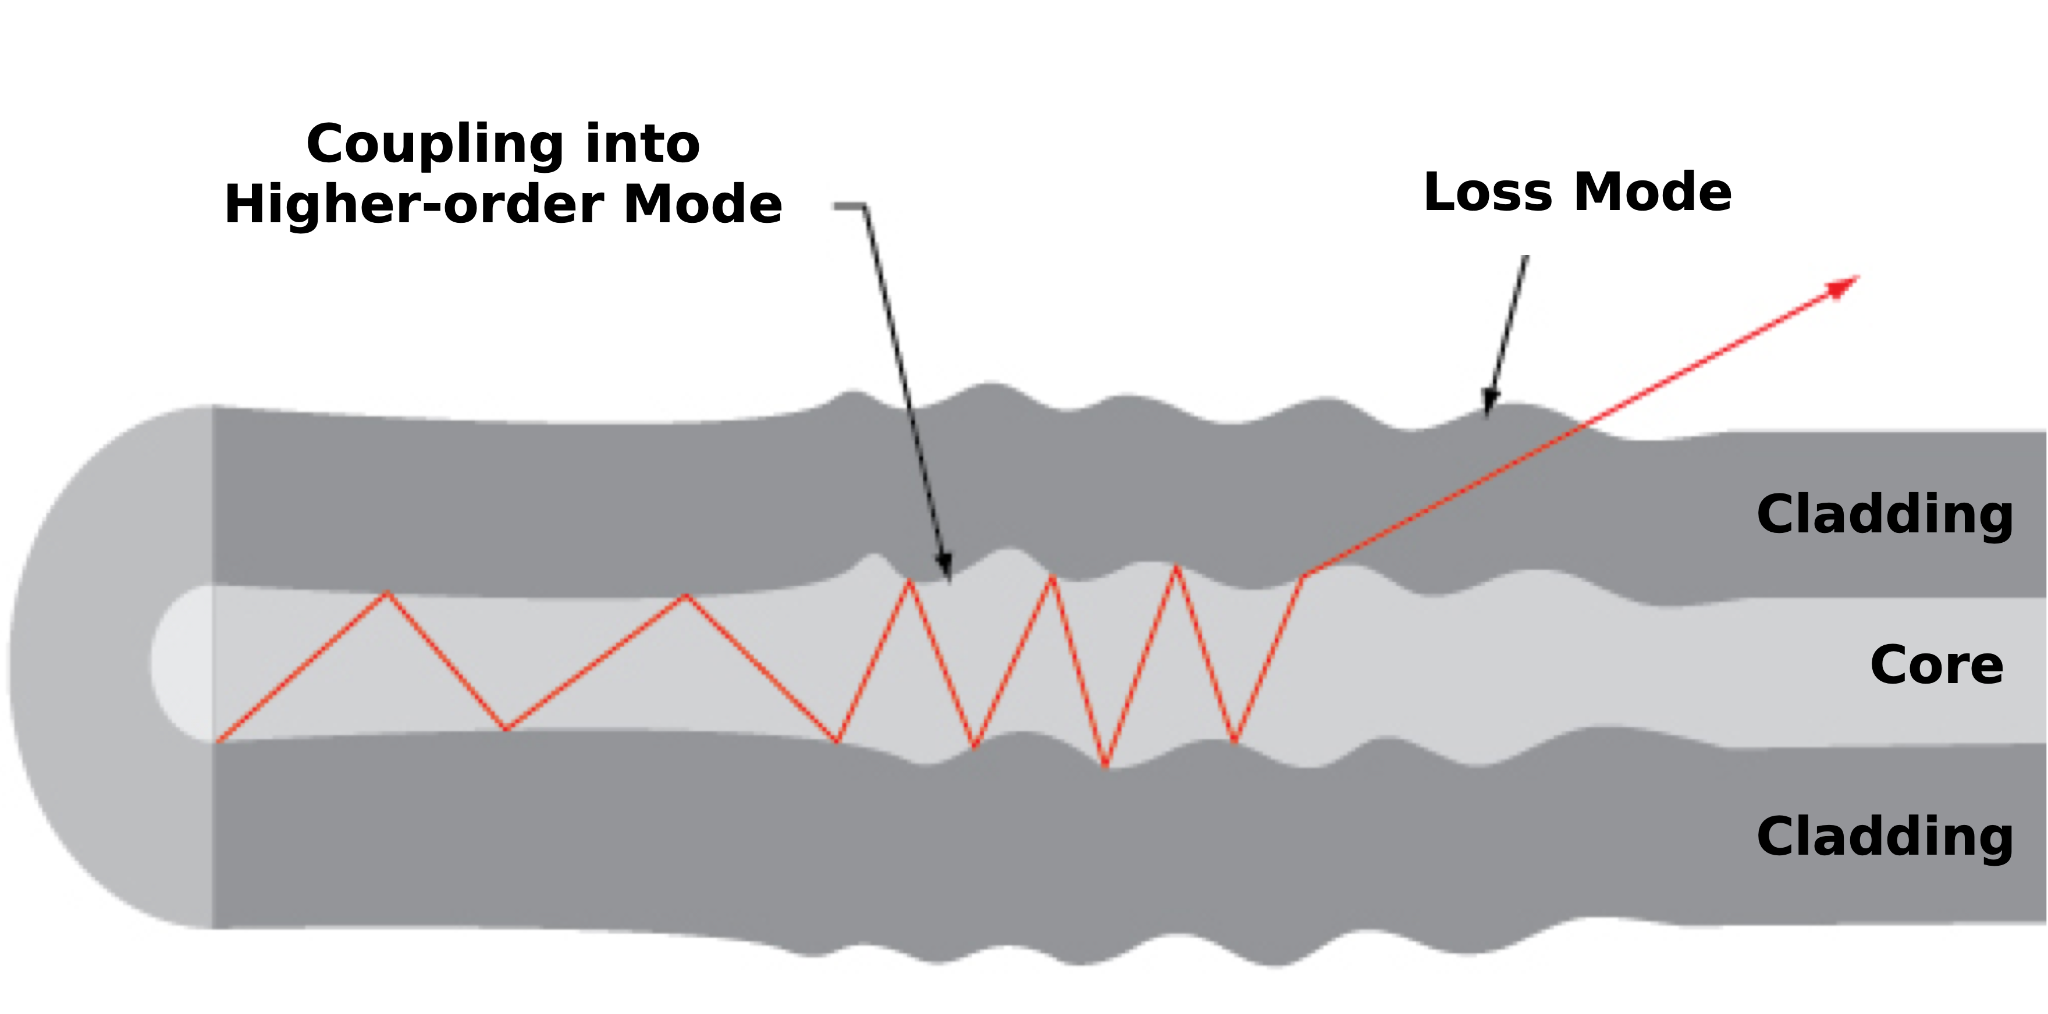 Coupling into
Higher-order Mode
Loss Mode
Cladding
Core
Cladding